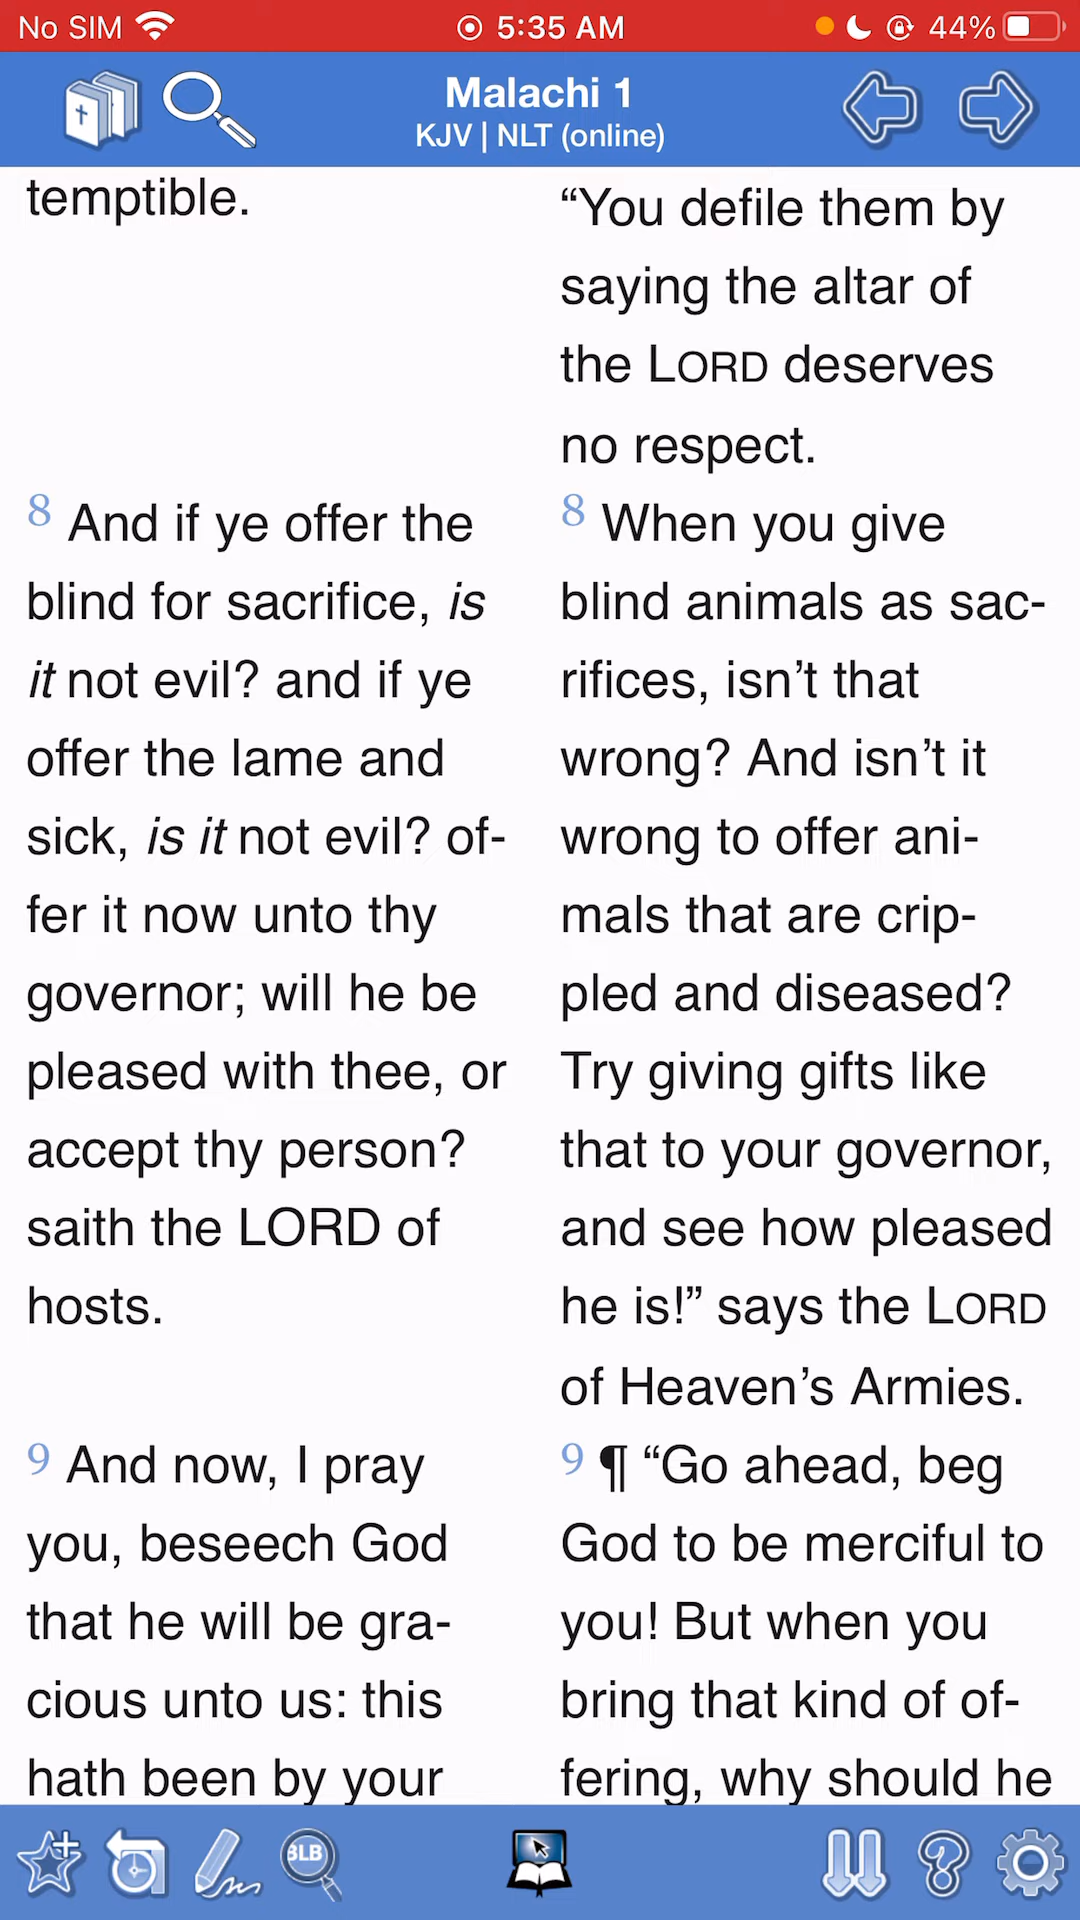 No SIM
5:35 AM
44%
Malachi 1
KJV | NLT (online)
temptible.
8 And if ye offer the
blind for sacrifice, is
it not evil? and if ye
offer the lame and
sick, is it not evil? of-
fer it now unto thy
governor; will he be
pleased with thee, or
accept thy person?
saith the LORD of
hosts.
9 And now, I pray
you, beseech God
that he will be gra-
cious unto us: this
hath been by your
“You defile them by
saying the altar of
the LORD deserves
no respect.
8 When you give
blind animals as sac-
rifices, isn’t that
wrong? And isn’t it
wrong to offer ani-
mals that are crip-
pled and diseased?
Try giving gifts like
that to your governor,
and see how pleased
he is!” says the LORD
of Heaven’s Armies.
9 ¶ “Go ahead, beg
God to be merciful to
you! But when you
bring that kind of of-
fering, why should he
BLB